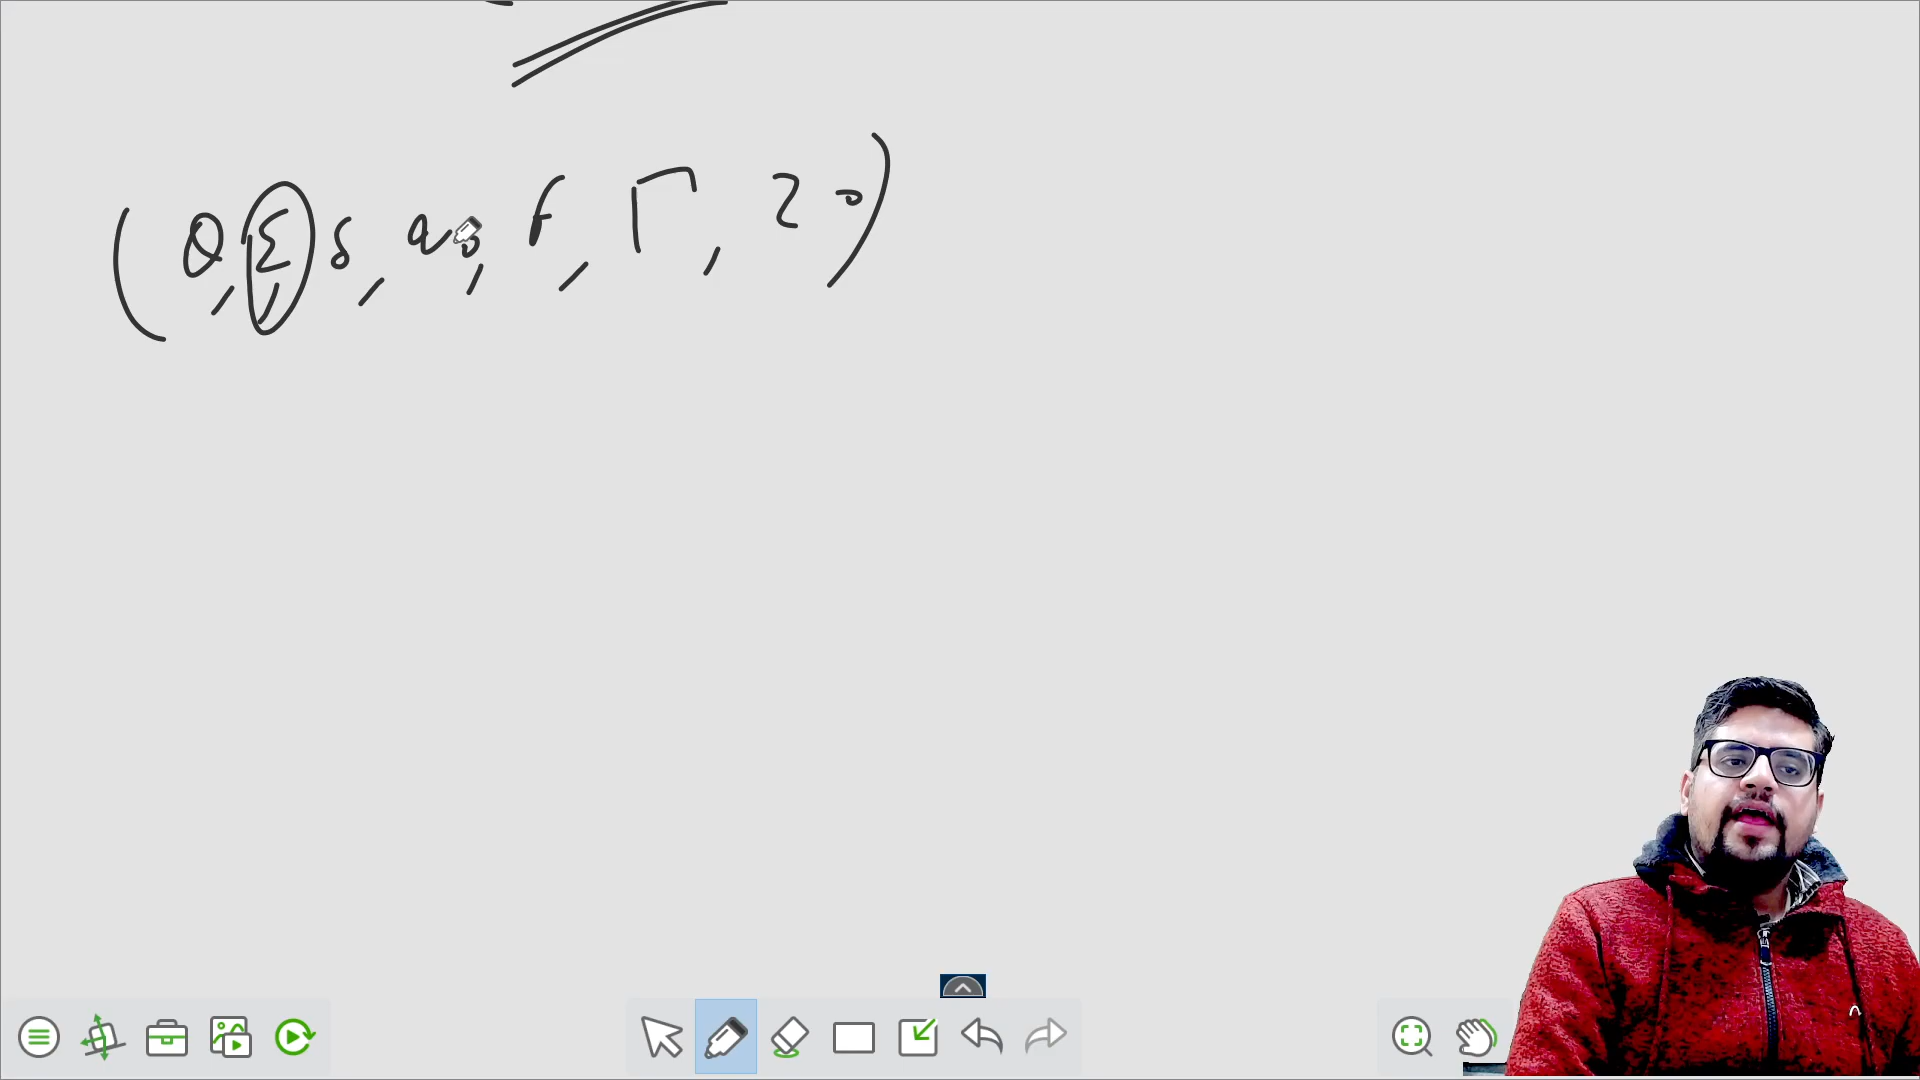 (Q, Σ, δ, q₀, F, Γ, z₀)